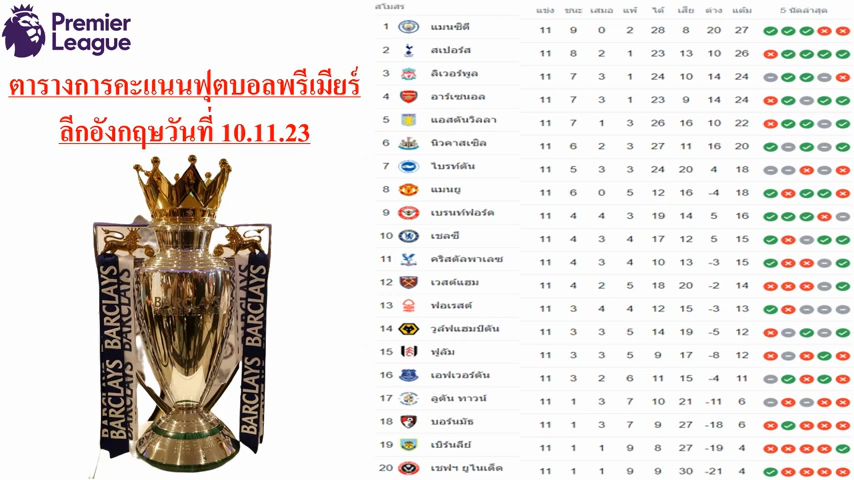 Premier
League
ตารางการคะแนนฟุตบอลพรีเมียร์
ลีกอังกฤษวันที่ 10.11.23
BARCLAYS
BARCLAYS
BARCLAYS
BARCLAYS
สโมสร แข่ง ชนะ เสมอ แพ้ ได้ เสีย ต่าง แต้ม 5 นัดล่าสุด
1 แมนซิตี 11 9 0 2 28 8 20 27
2 สเปอร์ส 11 8 2 1 23 13 10 26
3 ลิเวอร์พูล 11 7 3 1 24 10 14 24
4 อาร์เซนอล 11 7 3 1 23 9 14 24
5 แอสตันวิลลา 11 7 1 3 26 16 10 22
6 นิวคาสเซิล 11 6 2 3 27 11 16 20
7 ไบรท์ตัน 11 5 3 3 24 20 4 18
8 แมนยู 11 6 0 5 12 16 -4 18
9 เบรนท์ฟอร์ด 11 4 4 3 19 14 5 16
10 เชลซี 11 4 3 4 17 12 5 15
11 คริสตัลพาเลซ 11 4 3 4 10 13 -3 15
12 เวสต์แฮม 11 4 2 5 18 20 -2 14
13 ฟอเรสต์ 11 3 4 4 12 15 -3 13
14 วูล์ฟแฮมป์ตัน 11 3 3 5 14 19 -5 12
15 ฟูลัม 11 3 3 5 9 17 -8 12
16 เอฟเวอร์ตัน 11 3 2 6 11 15 -4 11
17 ลูตัน ทาวน์ 11 1 3 7 10 21 -11 6
18 บอร์นมัธ 11 1 3 7 9 27 -18 6
19 เบิร์นลีย์ 11 1 1 9 8 27 -19 4
20 เชฟฯ ยูไนเต็ด 11 1 1 9 9 30 -21 4